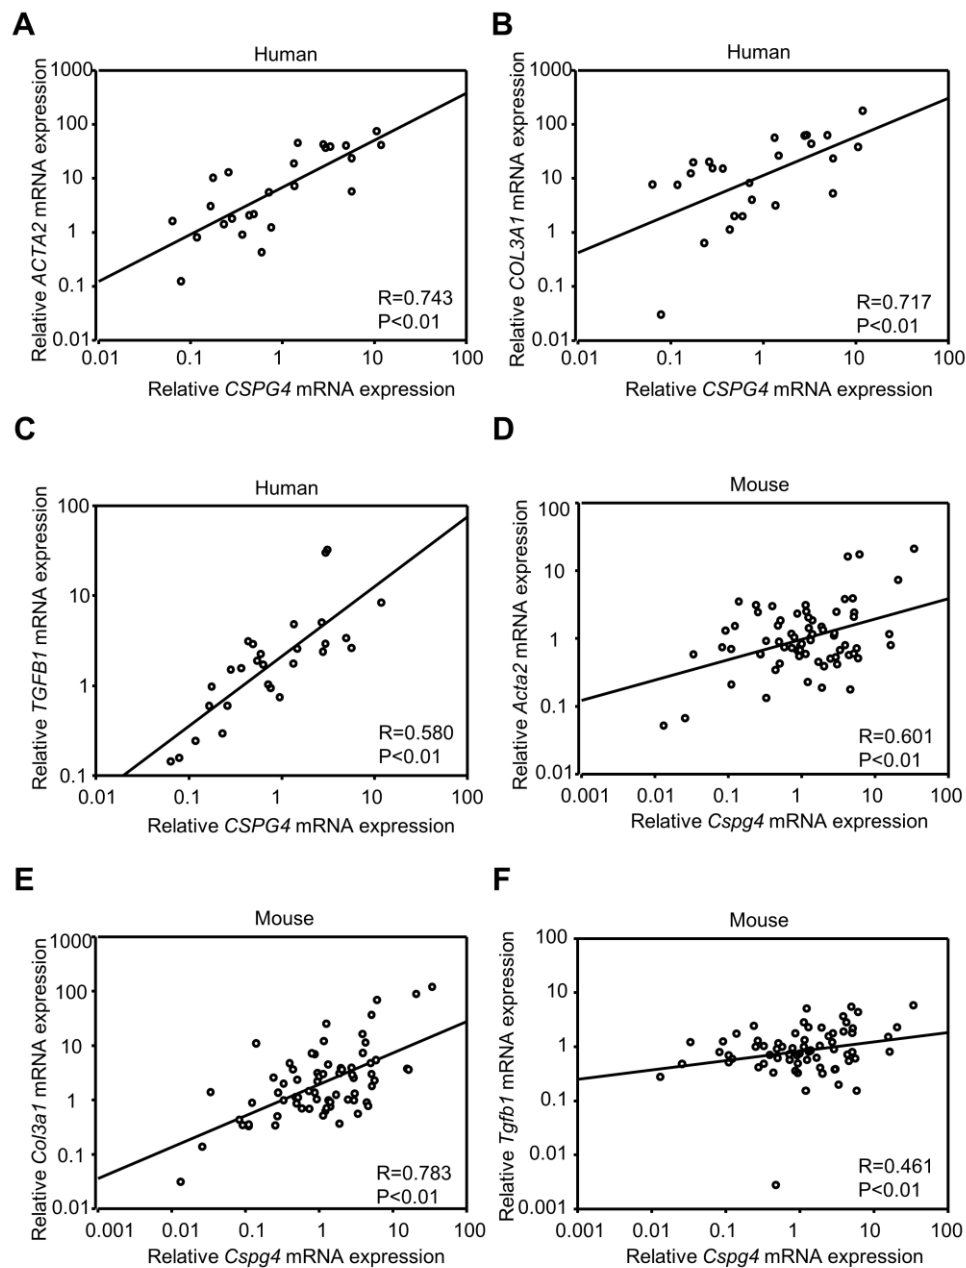 A
Human
Relative ACTA2 mRNA expression
1000
100
10
1
0.1
0.01
0.01 0.1 1 10 100
R=0.743
P<0.01
Relative CSPG4 mRNA expression
B
Human
Relative COL3A1 mRNA expression
1000
100
10
1
0.1
0.01
0.01 0.1 1 10 100
R=0.717
P<0.01
Relative CSPG4 mRNA expression
C
Human
Relative TGFB1 mRNA expression
100
10
1
0.1
0.01 0.1 1 10 100
R=0.580
P<0.01
Relative CSPG4 mRNA expression
D
Mouse
Relative Acta2 mRNA expression
100
10
1
0.1
0.01
0.001 0.01 0.1 1 10 100
R=0.601
P<0.01
Relative Cspg4 mRNA expression
E
Mouse
Relative Col3a1 mRNA expression
1000
100
10
1
0.1
0.01
0.001 0.01 0.1 1 10 100
R=0.783
P<0.01
Relative Cspg4 mRNA expression
F
Mouse
Relative Tgfb1 mRNA expression
100
10
1
0.1
0.01
0.001
0.001 0.01 0.1 1 10 100
R=0.461
P<0.01
Relative Cspg4 mRNA expression